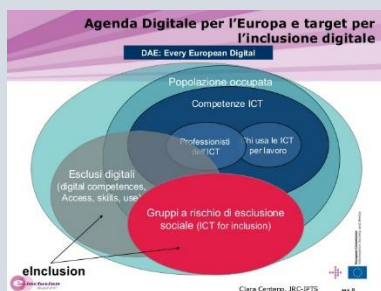 Agenda Digitale per l'Europa e target per
l'inclusione digitale
DAE: Every European Digital
Popolazione occupata
Competenze ICT
Professionisti
dell'ICT
Chi usa le ICT
per lavoro
Esclusi digitali
(digital competences,
Access, skills, use)
Gruppi a rischio di esclusione
sociale (ICT for inclusion)
eInclusion
Clara Centeno, JRC-IPTS